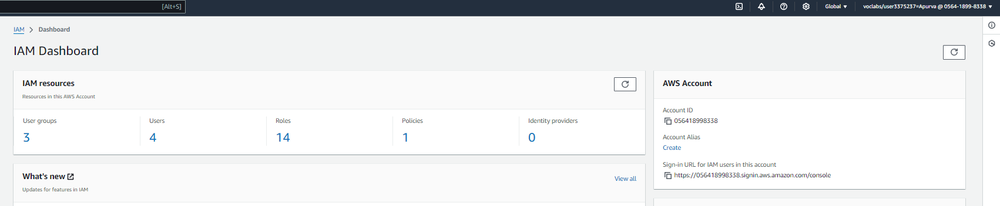 [Alt+S]
Global ▼
voclabs/user3375237=Apurva @ 0564-1899-8338 ▼
IAM > Dashboard
IAM Dashboard
IAM resources
Resources in this AWS Account
User groups
3
Users
4
Roles
14
Policies
1
Identity providers
0
What's new
View all
Updates for features in IAM
AWS Account
Account ID
056418998338
Account Alias
Create
Sign-in URL for IAM users in this account
https://056418998338.signin.aws.amazon.com/console